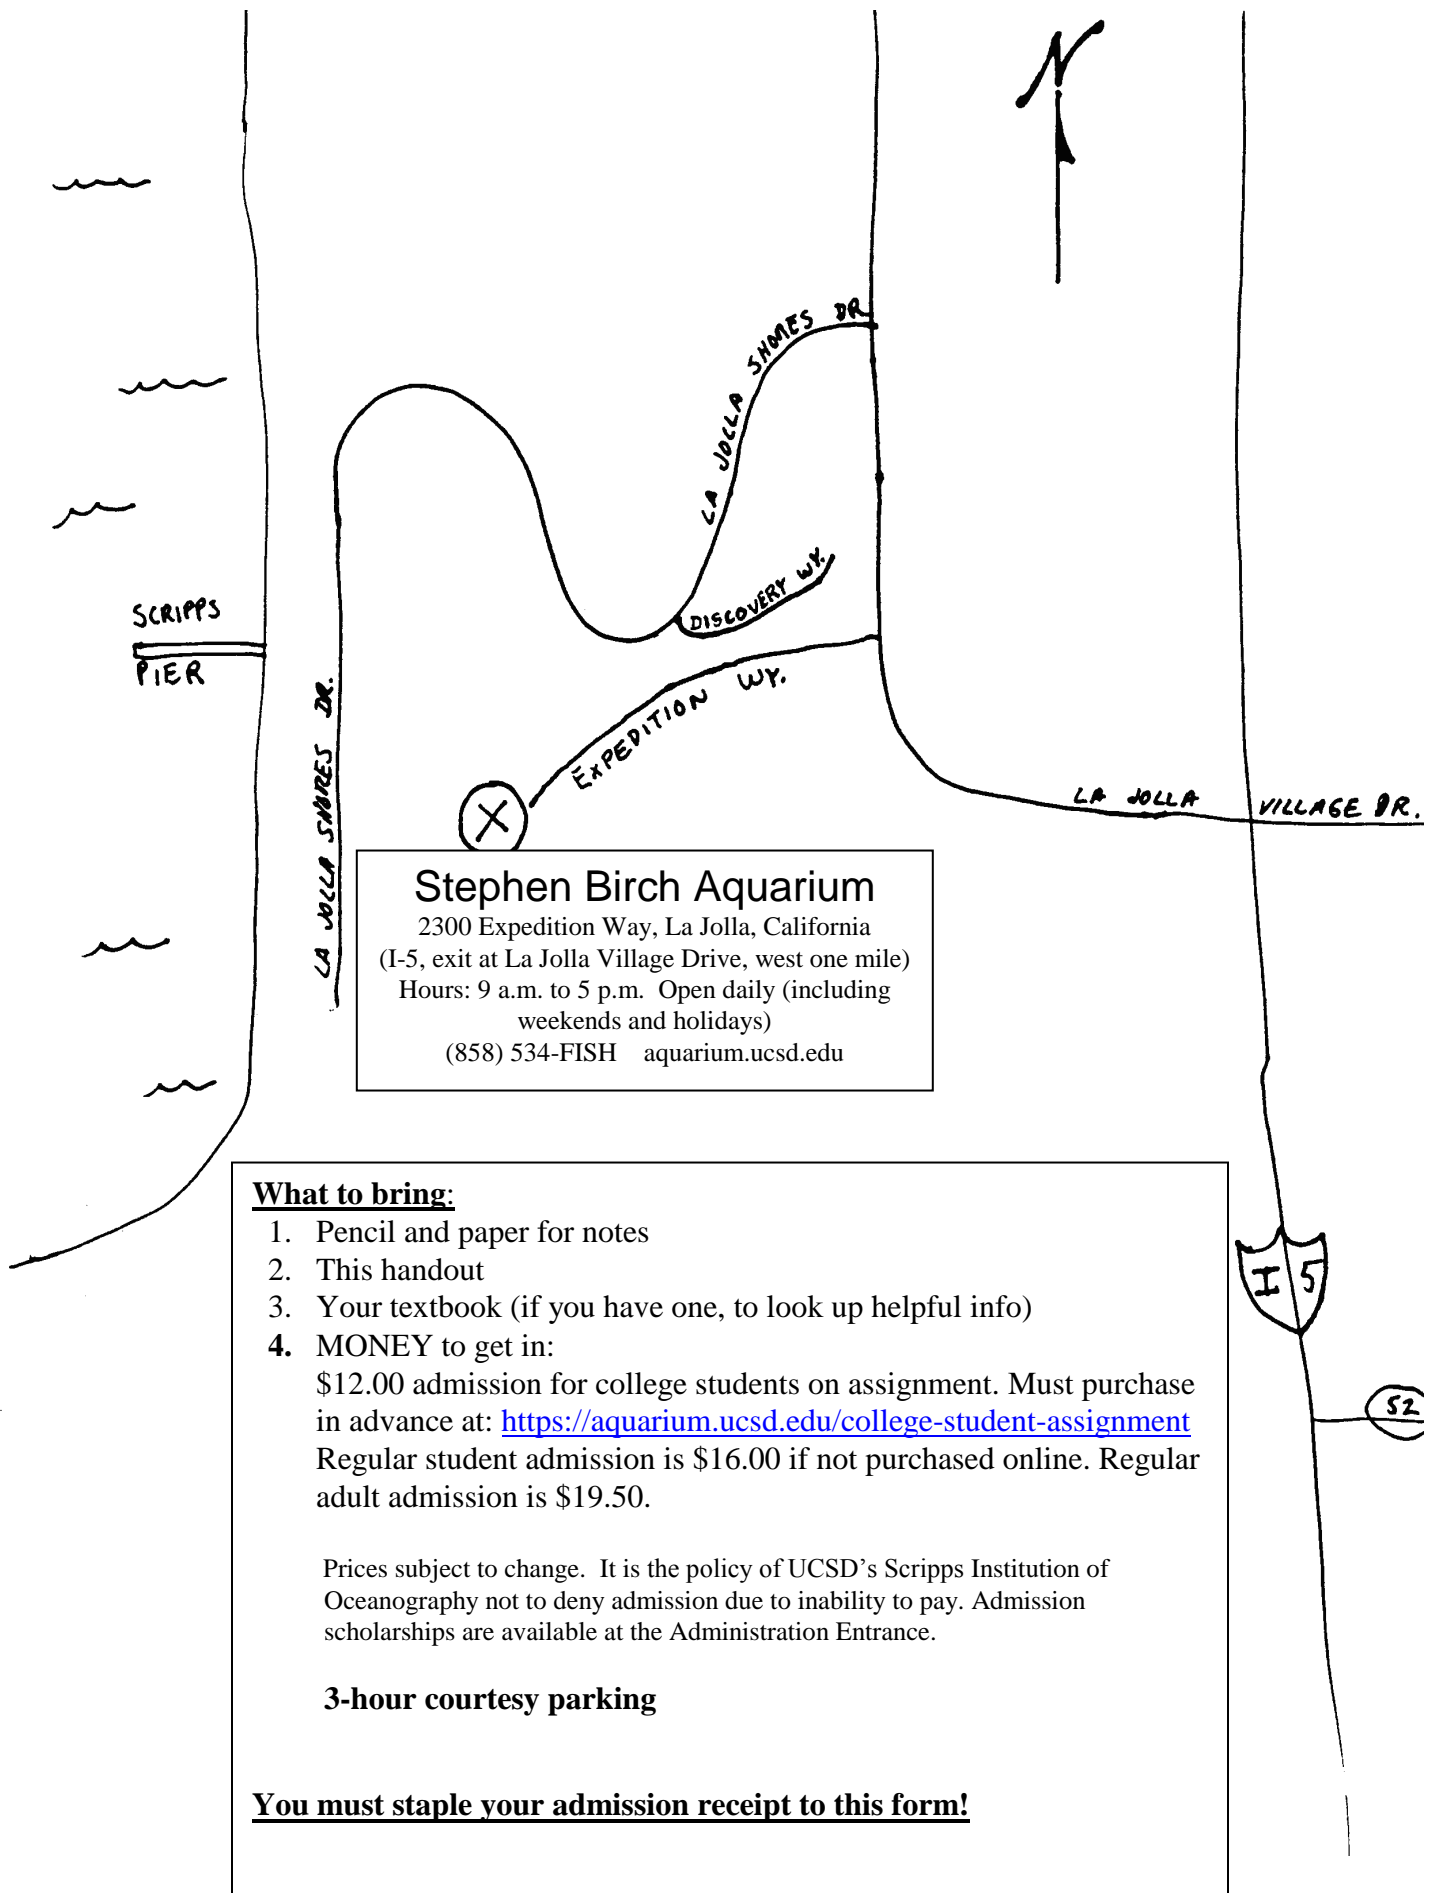 N
LA JOLLA SHORES DR
DISCOVERY WY.
SCRIPPS
PIER
EXPEDITION WY.
LA JOLLA SHORES DR.
LA JOLLA VILLAGE DR.
X
Stephen Birch Aquarium
2300 Expedition Way, La Jolla, California
(I-5, exit at La Jolla Village Drive, west one mile)
Hours: 9 a.m. to 5 p.m. Open daily (including
weekends and holidays)
(858) 534-FISH aquarium.ucsd.edu
What to bring:
1. Pencil and paper for notes
2. This handout
3. Your textbook (if you have one, to look up helpful info)
4. MONEY to get in:
$12.00 admission for college students on assignment. Must purchase
in advance at: https://aquarium.ucsd.edu/college-student-assignment
Regular student admission is $16.00 if not purchased online. Regular
adult admission is $19.50.
Prices subject to change. It is the policy of UCSD’s Scripps Institution of
Oceanography not to deny admission due to inability to pay. Admission
scholarships are available at the Administration Entrance.
3-hour courtesy parking
You must staple your admission receipt to this form!
I 5
52